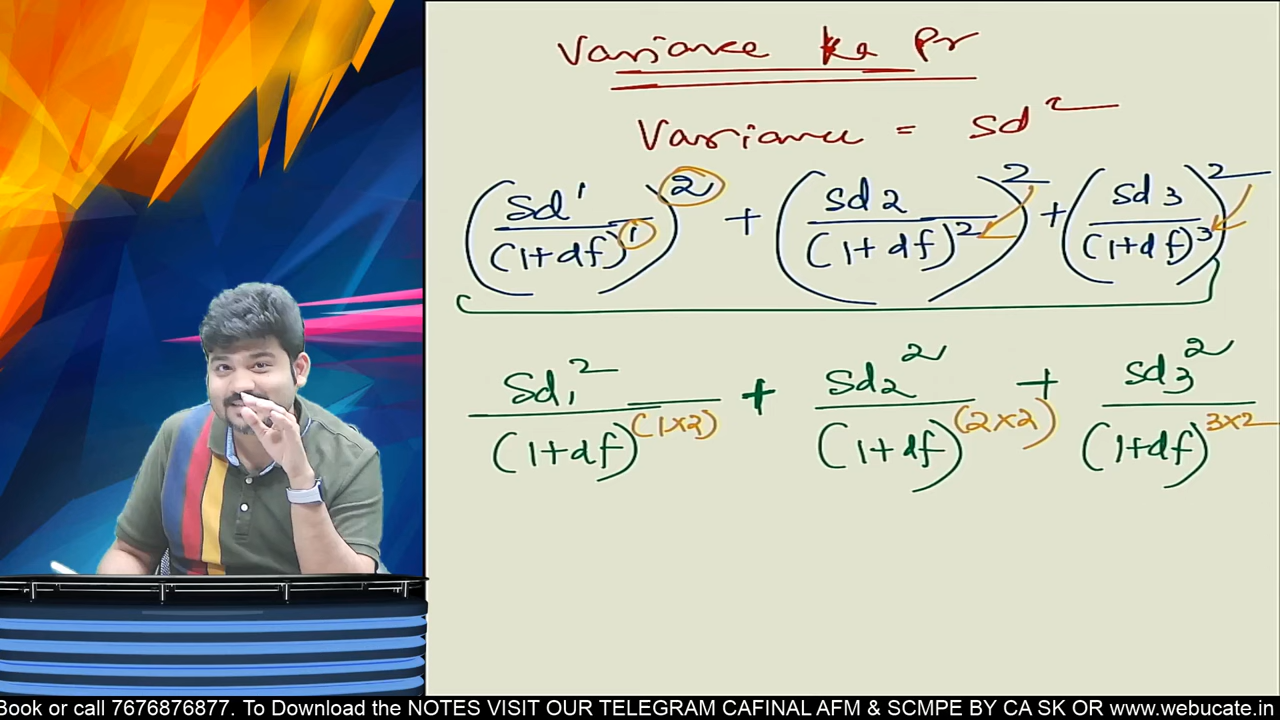 Variance ka Pr
Variance = sd²
(sd1/(1+df)¹)² + (sd2/(1+df)²)² + (sd3/(1+df)³)²
sd₁²/(1+df)^(1×2) + sd₂²/(1+df)^(2×2) + sd₃²/(1+df)^3×2
Book or call 7676876877. To Download the NOTES VISIT OUR TELEGRAM CAFINAL AFM & SCMPE BY CA SK OR www.webucate.in